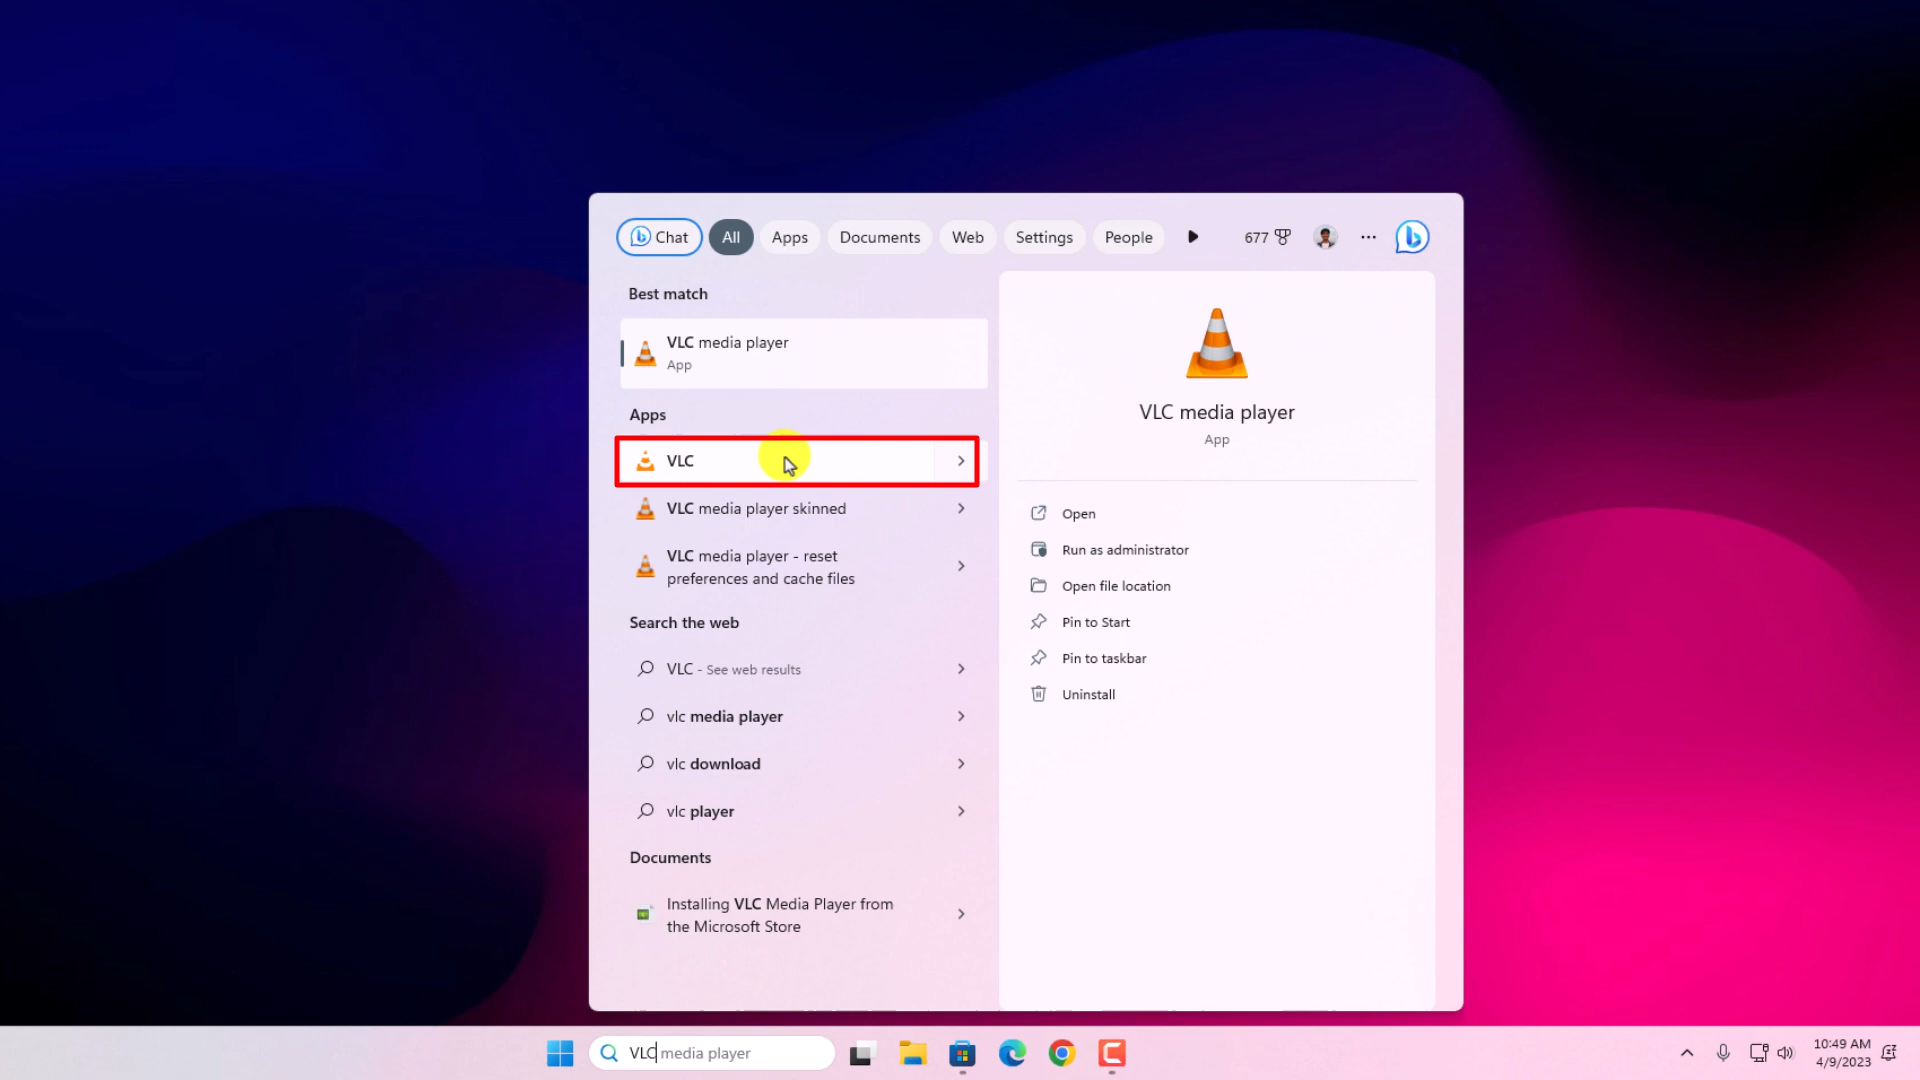 Chat
All
Apps
Documents
Web
Settings
People
677
Best match
VLC media player
App
Apps
VLC
VLC media player skinned
VLC media player - reset
preferences and cache files
Search the web
VLC - See web results
vlc media player
vlc download
vlc player
Documents
Installing VLC Media Player from
the Microsoft Store
VLC media player
App
Open
Run as administrator
Open file location
Pin to Start
Pin to taskbar
Uninstall
VLC media player
10:49 AM
4/9/2023